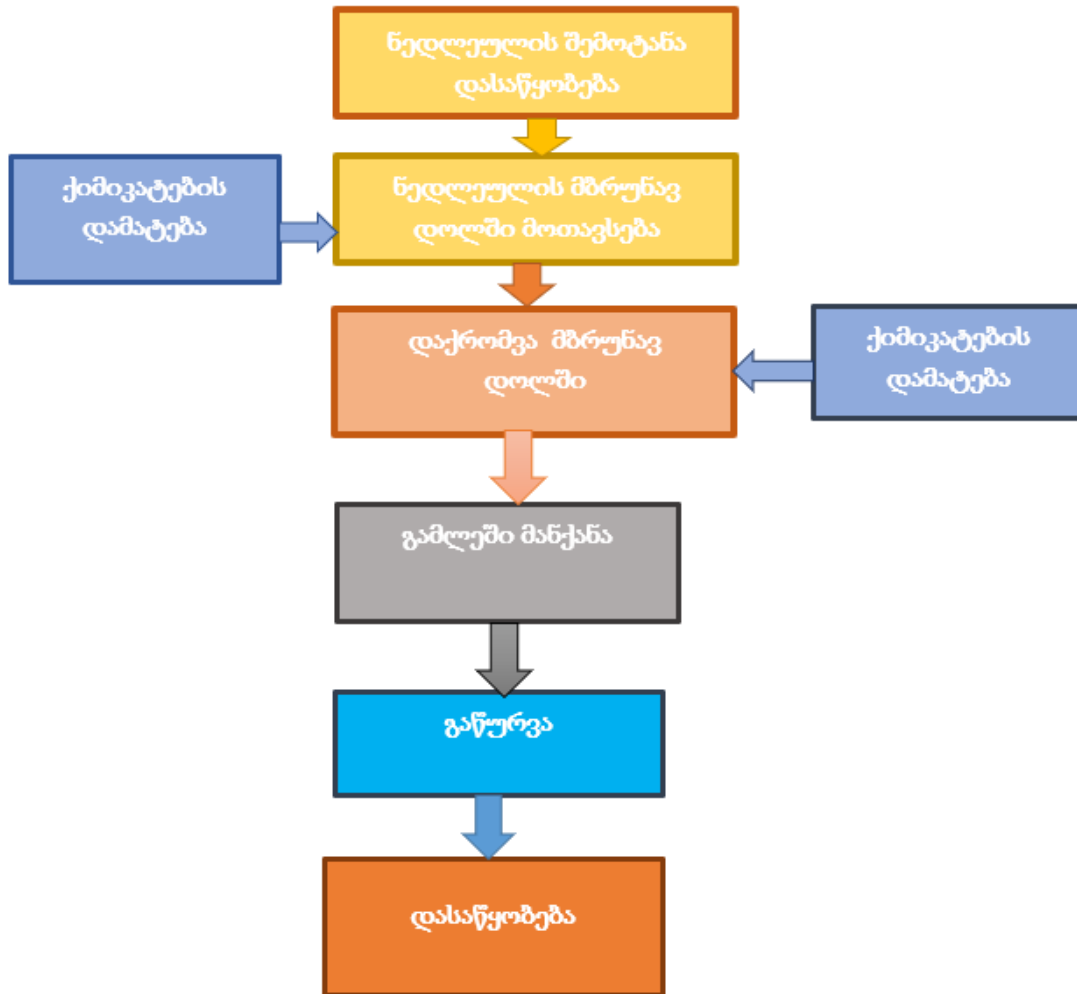 ნედლეულის შემოტანა
დასაწყობება
ქიმიკატების
დამატება
ნედლეულის მბრუნავ
დოლში მოთავსება
დაქრომვა მბრუნავ
დოლში
ქიმიკატების
დამატება
გამლეში მანქანა
გაწურვა
დასაწყობება